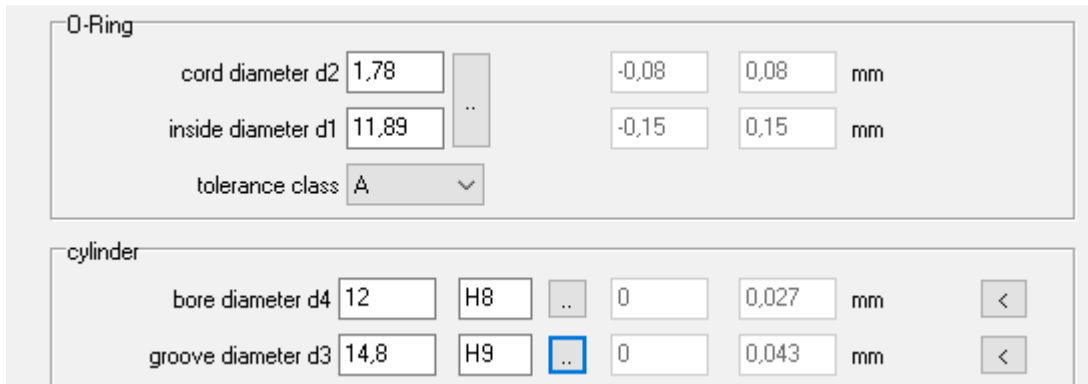 O-Ring
cord diameter d2 1,78 .. -0,08 0,08 mm
inside diameter d1 11,89 -0,15 0,15 mm
tolerance class A
cylinder
bore diameter d4 12 H8 .. 0 0,027 mm <
groove diameter d3 14,8 H9 .. 0 0,043 mm <